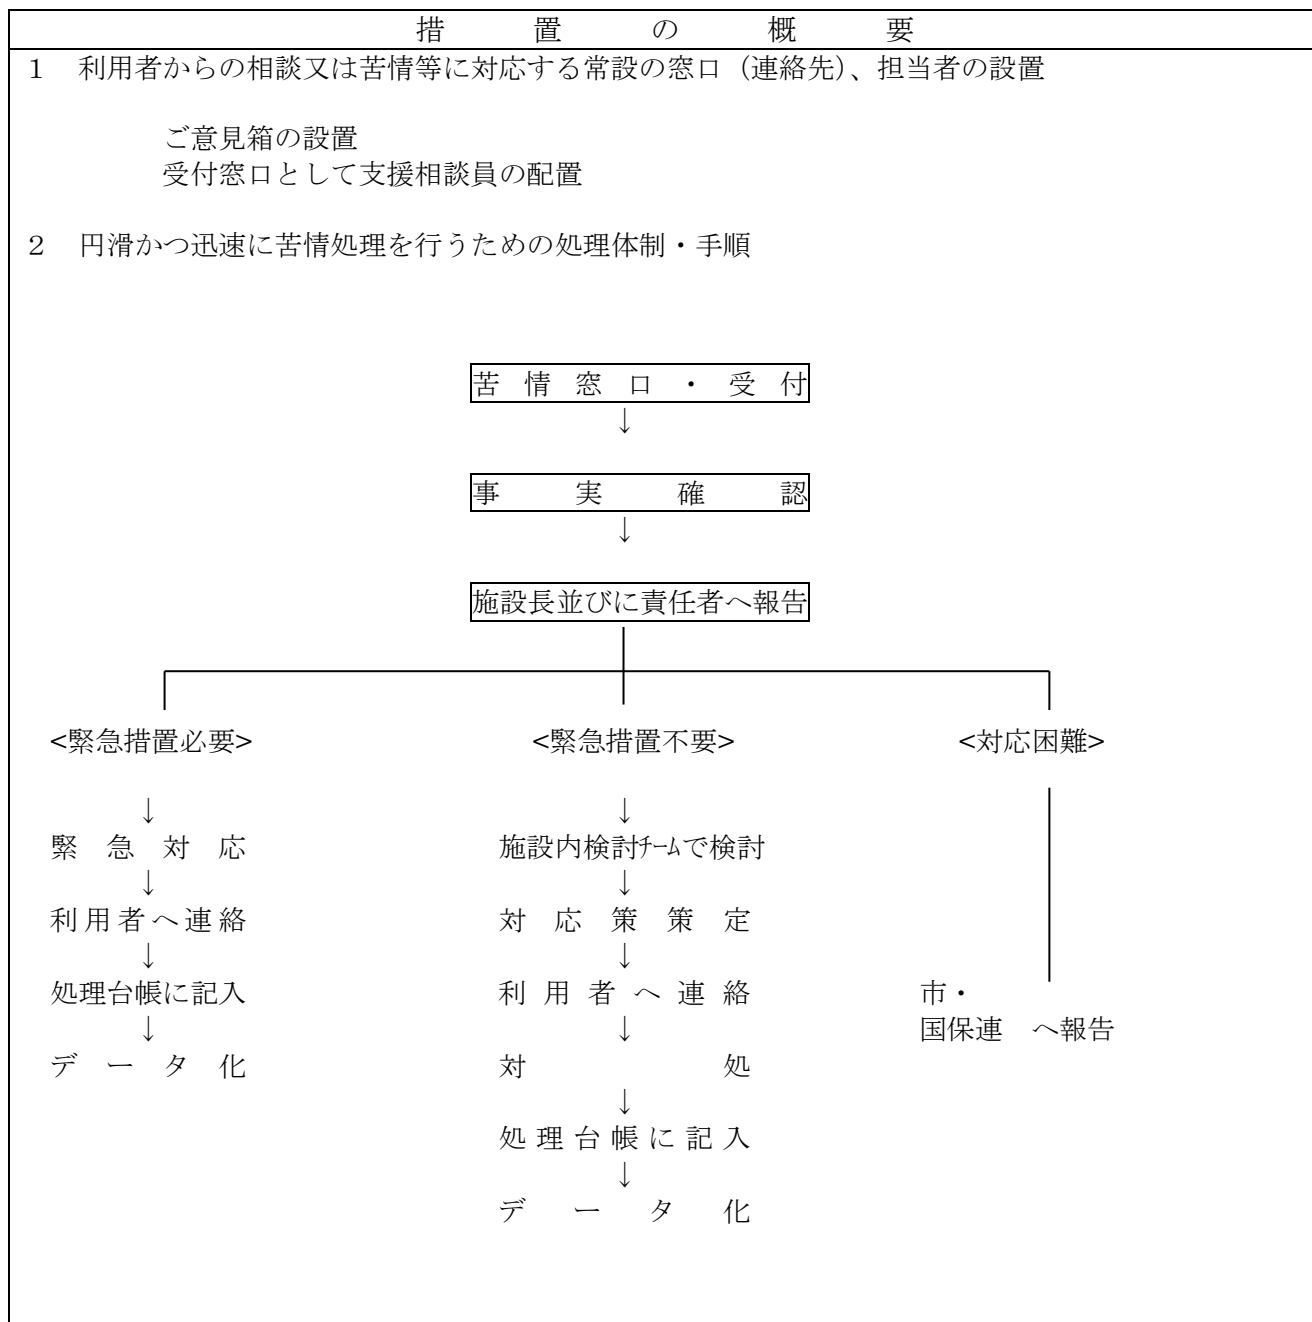 措置の概要
１　利用者からの相談又は苦情等に対応する常設の窓口（連絡先）、担当者の設置
ご意見箱の設置
受付窓口として支援相談員の配置
２　円滑かつ迅速に苦情処理を行うための処理体制・手順
苦情窓口・受付
↓
事実確認
↓
施設長並びに責任者へ報告
<緊急措置必要>　<緊急措置不要>　<対応困難>
↓　↓
緊急対応　施設内検討ﾁｰﾑで検討
↓　↓
利用者へ連絡　対応策策定
↓　↓
処理台帳に記入　利用者へ連絡　市・
↓　↓　国保連　へ報告
データ化　対処
↓
処理台帳に記入
↓
データ化